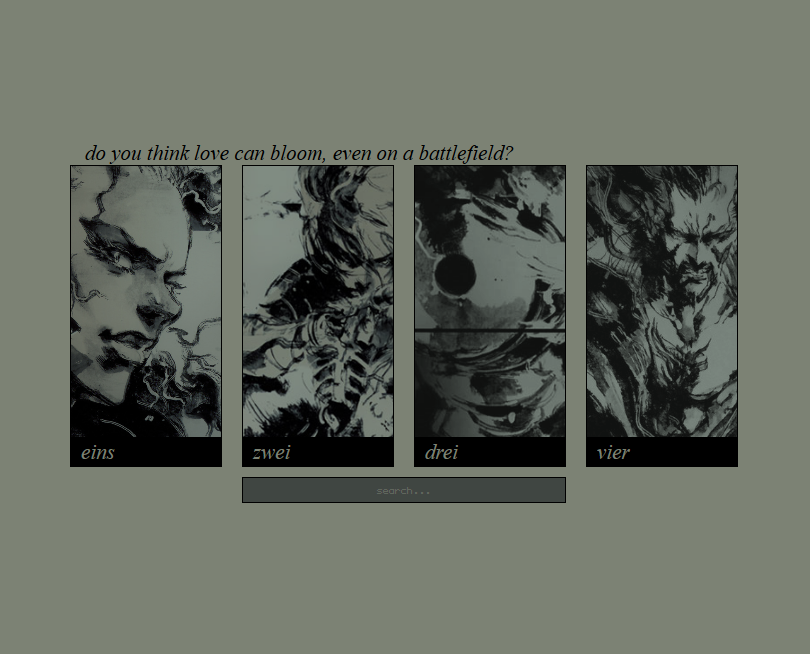 do you think love can bloom, even on a battlefield?
eins
zwei
drei
vier
search...